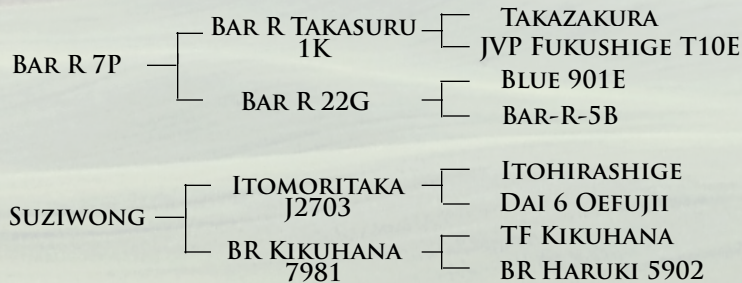 Takazakura
Bar R Takasuru
1K
JVP Fukushige T10E
Bar R 7P
Blue 901E
Bar R 22G
Bar-R-5B
Itohirashige
Itomoritaka
J2703
Dai 6 Oefujii
Suziwong
TF Kikuhana
BR Kikuhana
7981
BR Haruki 5902